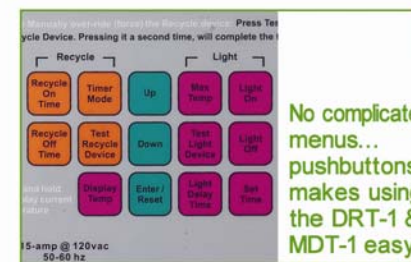 Manually over-ride (force) the Recycle device. Press Tes
ycle Device. Pressing it a second time, will complete the
Recycle
Light
Recycle On Time
Timer Mode
Up
Max Temp
Light On
Recycle Off Time
Test Recycle Device
Down
Test Light Device
Light Off
and hold
lay current
rature
Display Temp
Enter / Reset
Light Delay Time
Set Time
15-amp @ 120vac
50-60 hz
No complicate
menus...
pushbuttons
makes using
the DRT-1 &
MDT-1 easy